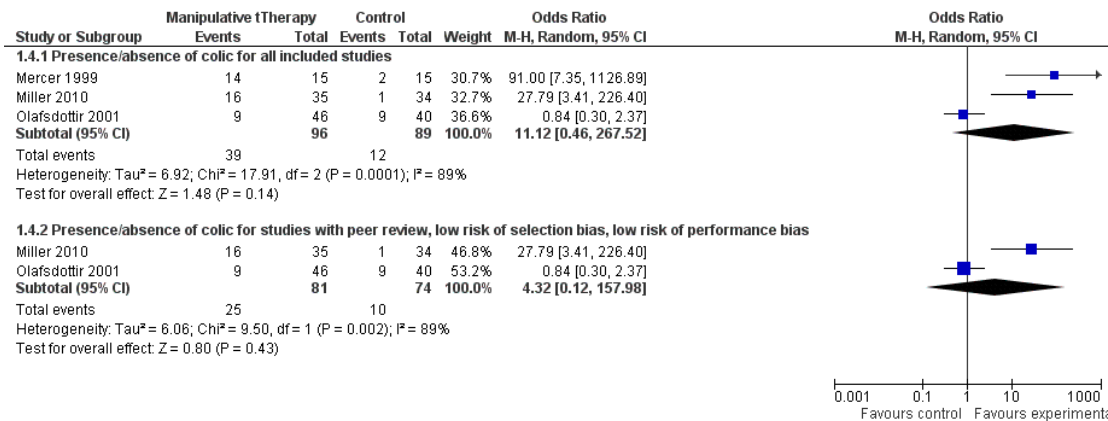 Manipulative tTherapy Control Odds Ratio Odds Ratio
Study or Subgroup Events Total Events Total Weight M-H, Random, 95% CI M-H, Random, 95% CI
1.4.1 Presence/absence of colic for all included studies
Mercer 1999 14 15 2 15 30.7% 91.00 [7.35, 1126.89]
Miller 2010 16 35 1 34 32.7% 27.79 [3.41, 226.40]
Olafsdottir 2001 9 46 9 40 36.6% 0.84 [0.30, 2.37]
Subtotal (95% CI) 96 89 100.0% 11.12 [0.46, 267.52]
Total events 39 12
Heterogeneity: Tau² = 6.92; Chi² = 17.91, df = 2 (P = 0.0001); I² = 89%
Test for overall effect: Z = 1.48 (P = 0.14)
1.4.2 Presence/absence of colic for studies with peer review, low risk of selection bias, low risk of performance bias
Miller 2010 16 35 1 34 46.8% 27.79 [3.41, 226.40]
Olafsdottir 2001 9 46 9 40 53.2% 0.84 [0.30, 2.37]
Subtotal (95% CI) 81 74 100.0% 4.32 [0.12, 157.98]
Total events 25 10
Heterogeneity: Tau² = 6.06; Chi² = 9.50, df = 1 (P = 0.002); I² = 89%
Test for overall effect: Z = 0.80 (P = 0.43)
0.001 0.1 1 10 1000
Favours control Favours experimenta